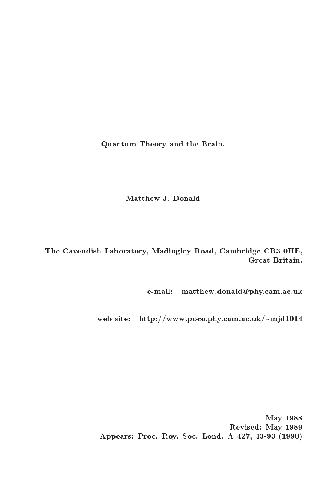 Quantum Theory and the Brain.
Matthew J. Donald
The Cavendish Laboratory, Madingley Road, Cambridge CB3 0HE,
Great Britain.
e-mail: matthew.donald@phy.cam.ac.uk
web site: http://www.poco.phy.cam.ac.uk/~mjd1014
May 1988
Revised: May 1989
Appears: Proc. Roy. Soc. Lond. A 427, 43-93 (1990)